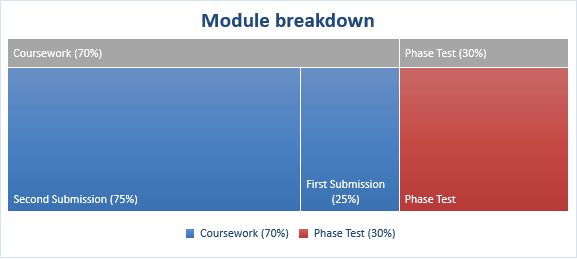 Module breakdown
Coursework (70%)
Phase Test (30%)
Second Submission (75%)
First Submission
(25%)
Phase Test
Coursework (70%)
Phase Test (30%)